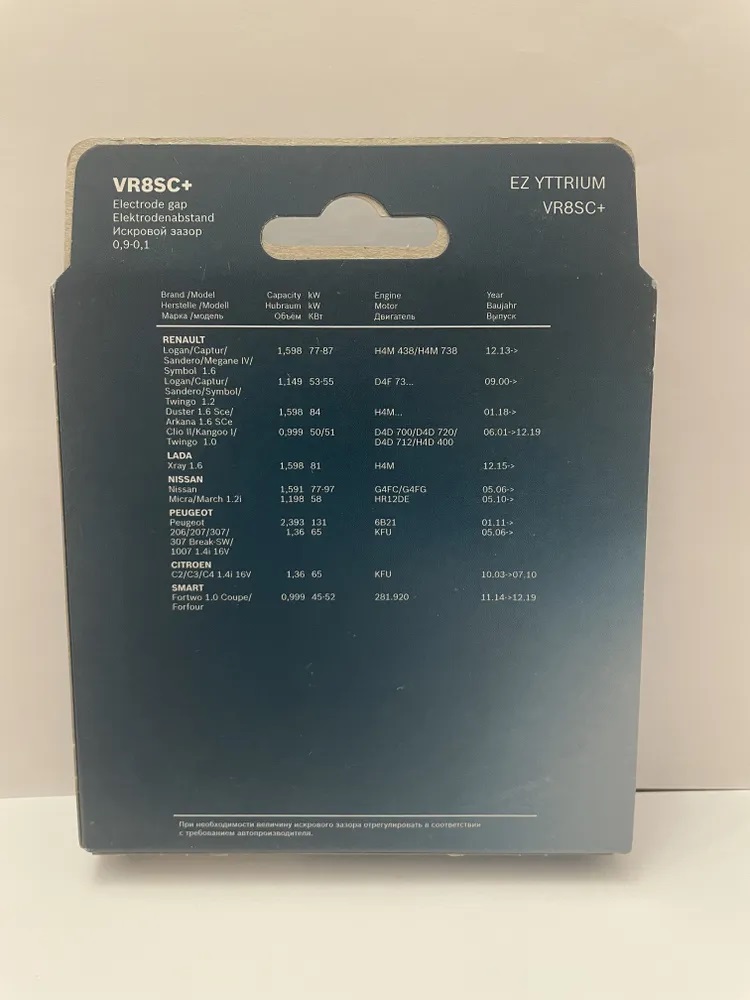 VR8SC+
EZ YTTRIUM
Electrode gap
VR8SC+
Elektrodenabstand
Искровой зазор
0,9-0,1
Brand /Model Capacity kW Engine Year
Herstelle /Modell Hubraum kW Motor Baujahr
Марка /модель Объём КВт Двигатель Выпуск
RENAULT
Logan/Captur/ 1,598 77-87 H4M 438/H4M 738 12.13->
Sandero/Megane IV/
Symbol 1.6
Logan/Captur/ 1,149 53-55 D4F 73... 09.00->
Sandero/Symbol/
Twingo 1.2
Duster 1.6 Sce/ 1,598 84 H4M... 01.18->
Arkana 1.6 SCe
Clio II/Kangoo I/ 0,999 50/51 D4D 700/D4D 720/ 06.01->12.19
Twingo 1.0 D4D 712/H4D 400
LADA
Xray 1.6 1,598 81 H4M 12.15->
NISSAN
Nissan 1,591 77-97 G4FC/G4FG 05.06->
Micra/March 1.2i 1,198 58 HR12DE 05.10->
PEUGEOT
Peugeot 2,393 131 6B21 01.11->
206/207/307/ 1,36 65 KFU 05.06->
307 Break-SW/
1007 1.4i 16V
CITROEN
C2/C3/C4 1.4i 16V 1,36 65 KFU 10.03->07.10
SMART
Fortwo 1.0 Coupe/ 0,999 45-52 281.920 11.14->12.19
Forfour
При необходимости величину искрового зазора отрегулировать в соответствии
с требованием автопроизводителя.